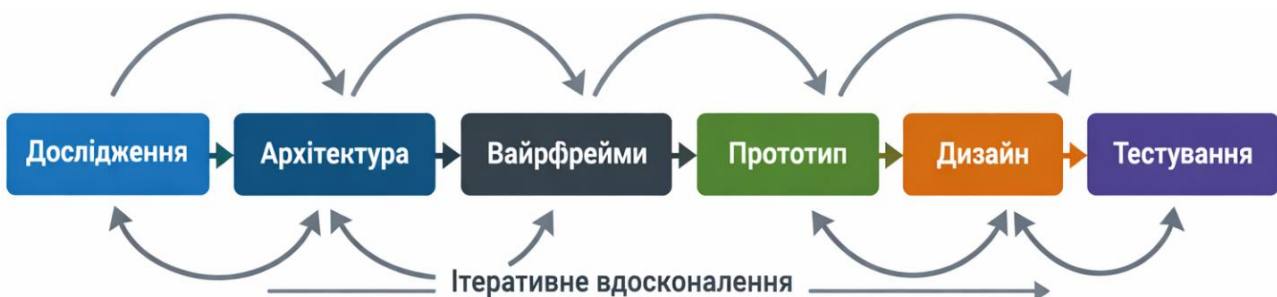 Дослідження
Архітектура
Вайрфрейми
Прототип
Дизайн
Тестування
Ітеративне вдосконалення